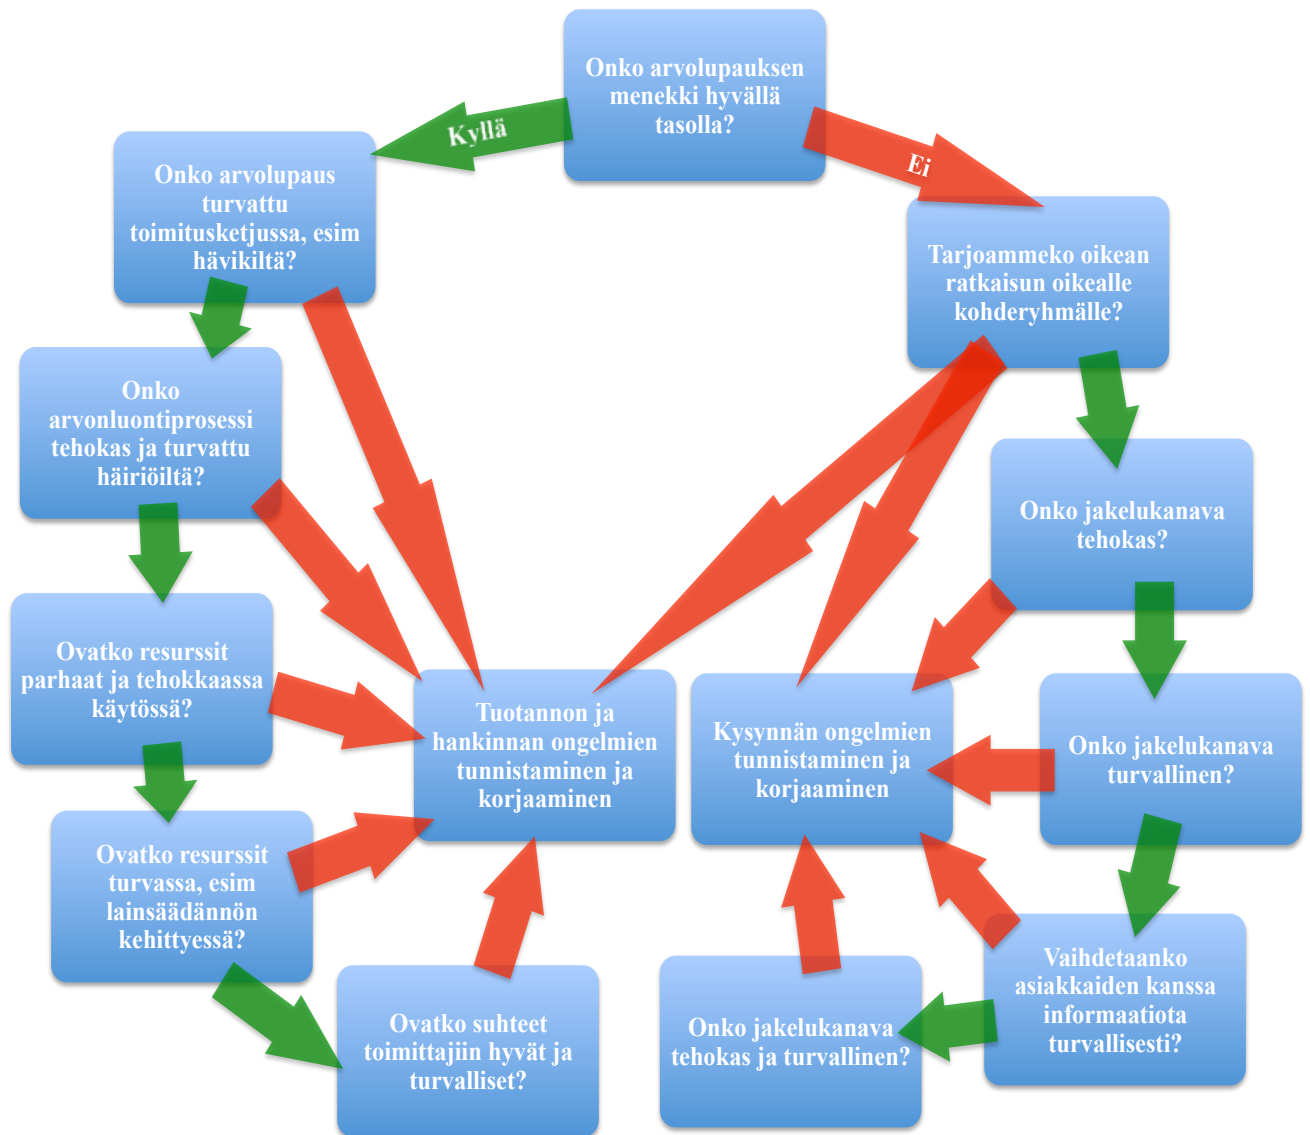 Onko arvolupauksen
menekki hyvällä
tasolla?
Kyllä
Ei
Onko arvolupaus
turvattu
toimitusketjussa, esim
hävikiltä?
Tarjoammeko oikean
ratkaisun oikealle
kohderyhmälle?
Onko
arvonluontiprosessi
tehokas ja turvattu
häiriöiltä?
Onko jakelukanava
tehokas?
Ovatko resurssit
parhaat ja tehokkaassa
käytössä?
Tuotannon ja
hankinnan ongelmien
tunnistaminen ja
korjaaminen
Kysynnän ongelmien
tunnistaminen ja
korjaaminen
Onko jakelukanava
turvallinen?
Ovatko resurssit
turvassa, esim
lainsäädännön
kehittyessä?
Ovatko suhteet
toimittajiin hyvät ja
turvalliset?
Onko jakelukanava
tehokas ja turvallinen?
Vaihdetaanko
asiakkaiden kanssa
informaatiota
turvallisesti?